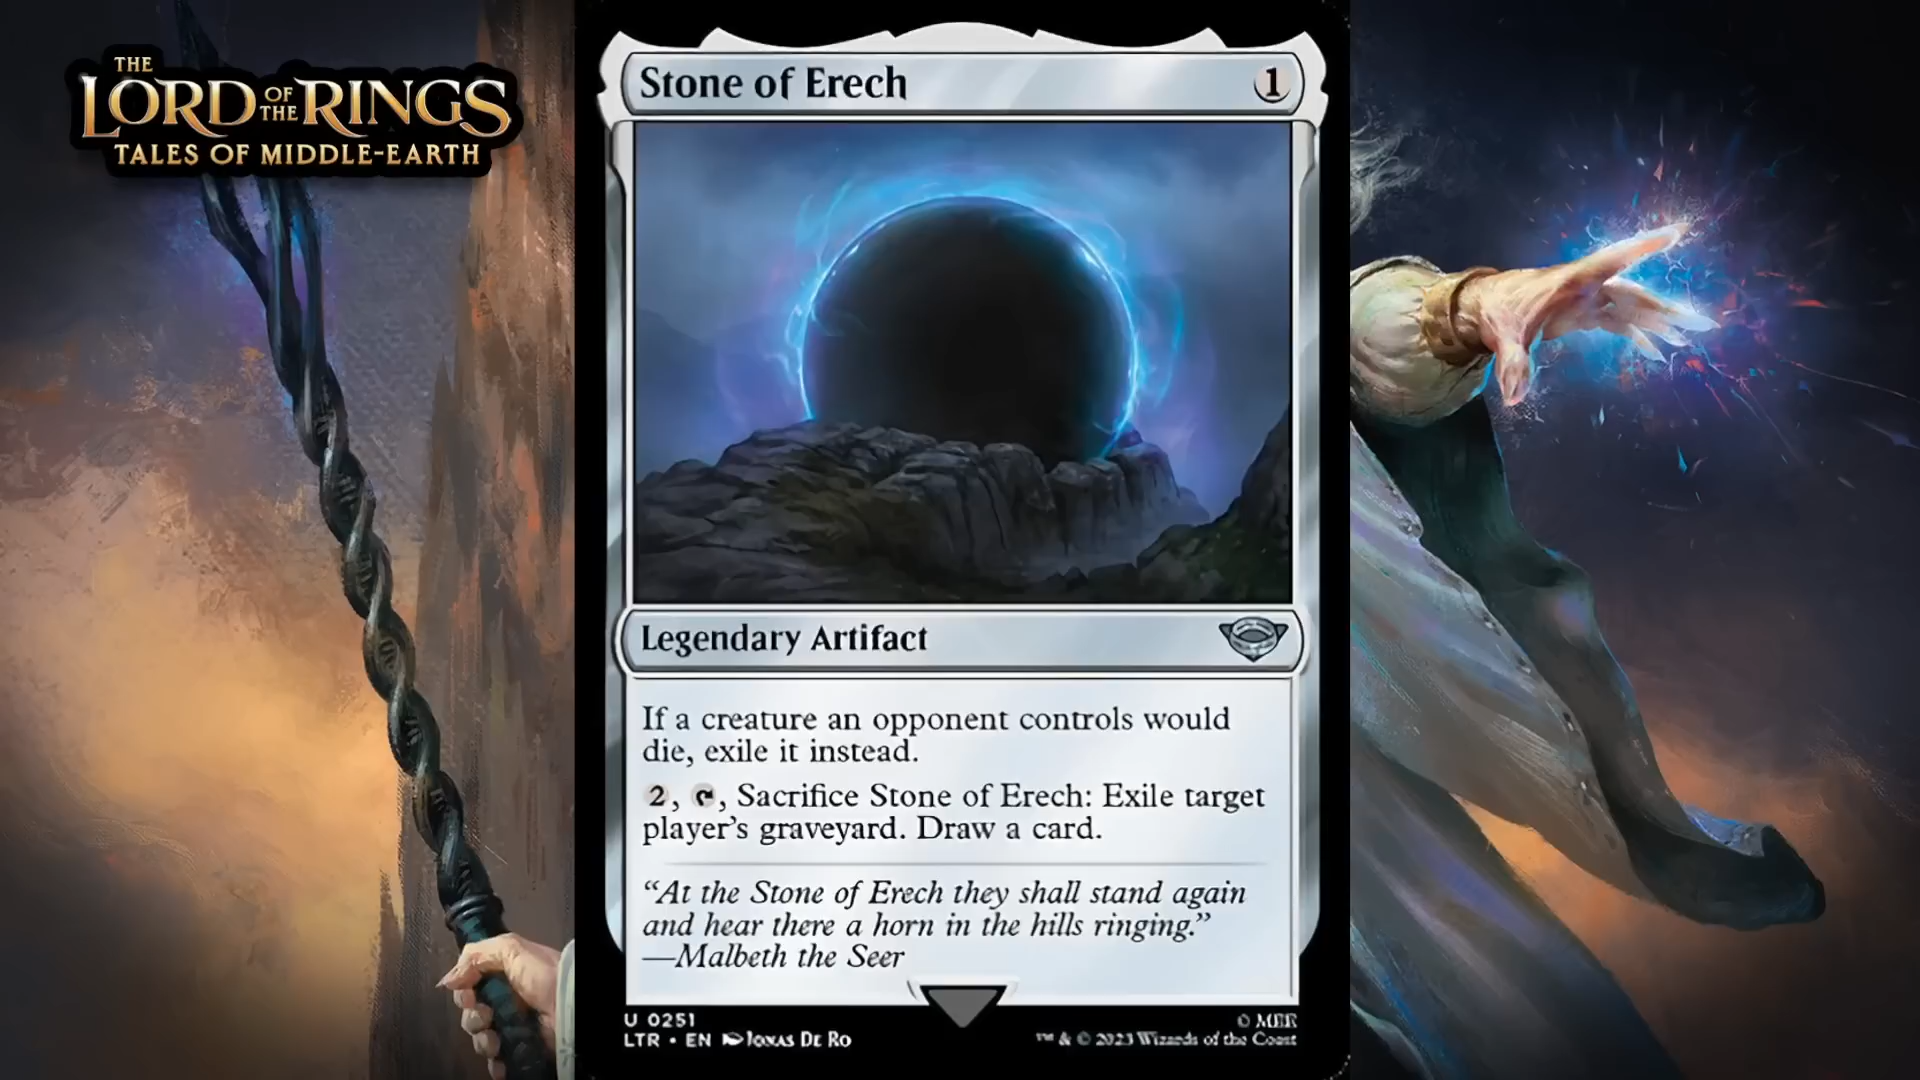 THE
LORD OF THE RINGS
TALES OF MIDDLE-EARTH
Stone of Erech 1
Legendary Artifact
If a creature an opponent controls would
die, exile it instead.
2, , Sacrifice Stone of Erech: Exile target
player's graveyard. Draw a card.
“At the Stone of Erech they shall stand again
and hear there a horn in the hills ringing.”
—Malbeth the Seer
U 0251
LTR • EN Jonas De Ro
© MEE
™ & © 2023 Wizards of the Coast